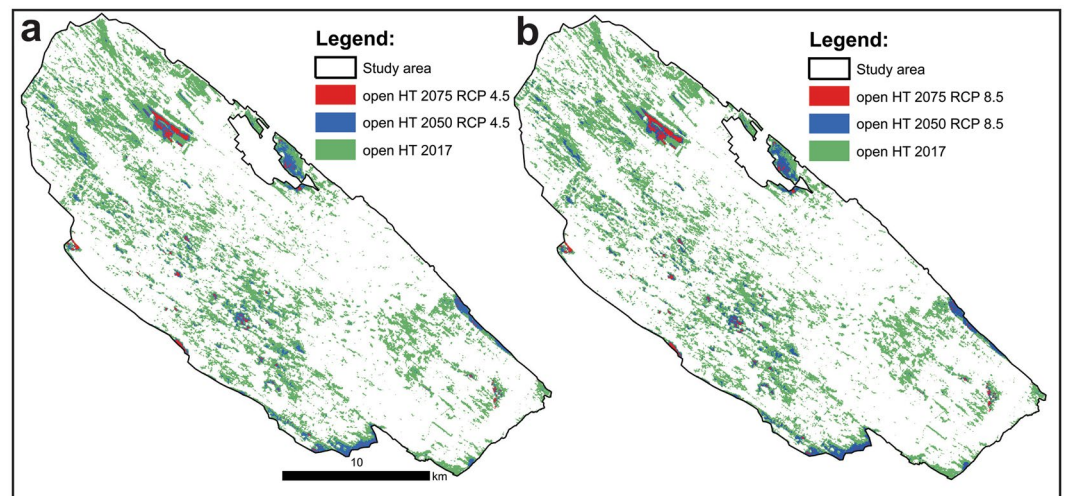 a
Legend:
Study area
open HT 2075 RCP 4.5
open HT 2050 RCP 4.5
open HT 2017
10
km
b
Legend:
Study area
open HT 2075 RCP 8.5
open HT 2050 RCP 8.5
open HT 2017